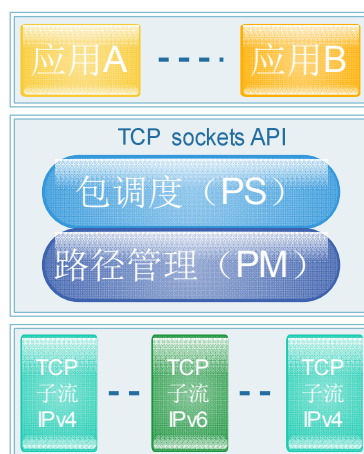 应用A
应用B
TCP sockets API
包调度（PS）
路径管理（PM）
TCP
子流
IPv4
TCP
子流
IPv6
TCP
子流
IPv4